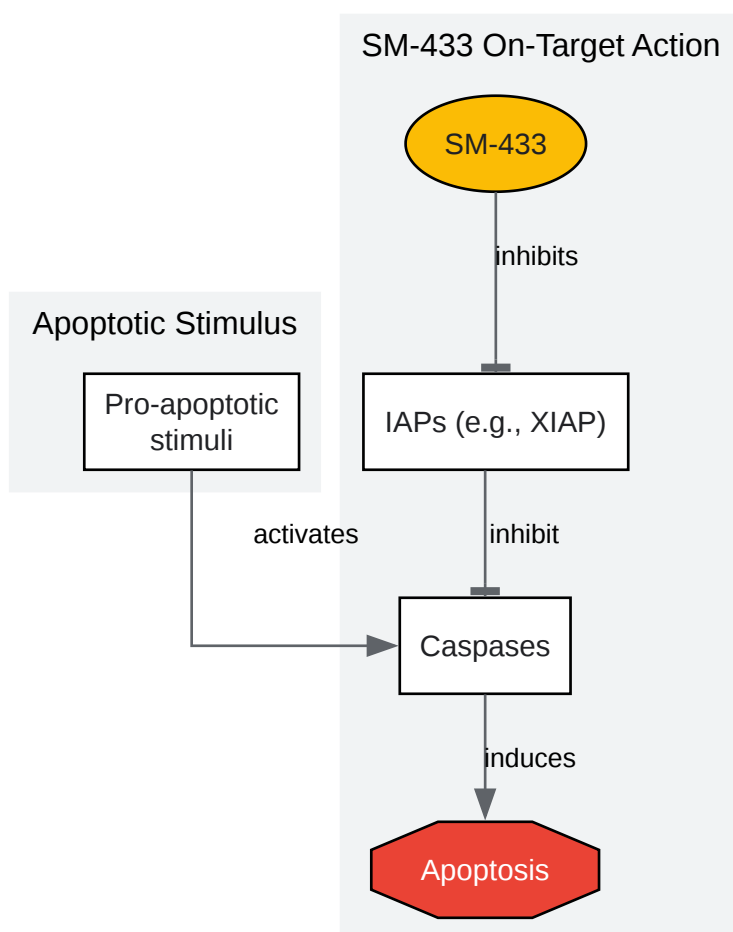 SM-433 On-Target Action
SM-433
inhibits
Apoptotic Stimulus
Pro-apoptotic
stimuli
IAPs (e.g., XIAP)
activates
inhibit
Caspases
induces
Apoptosis